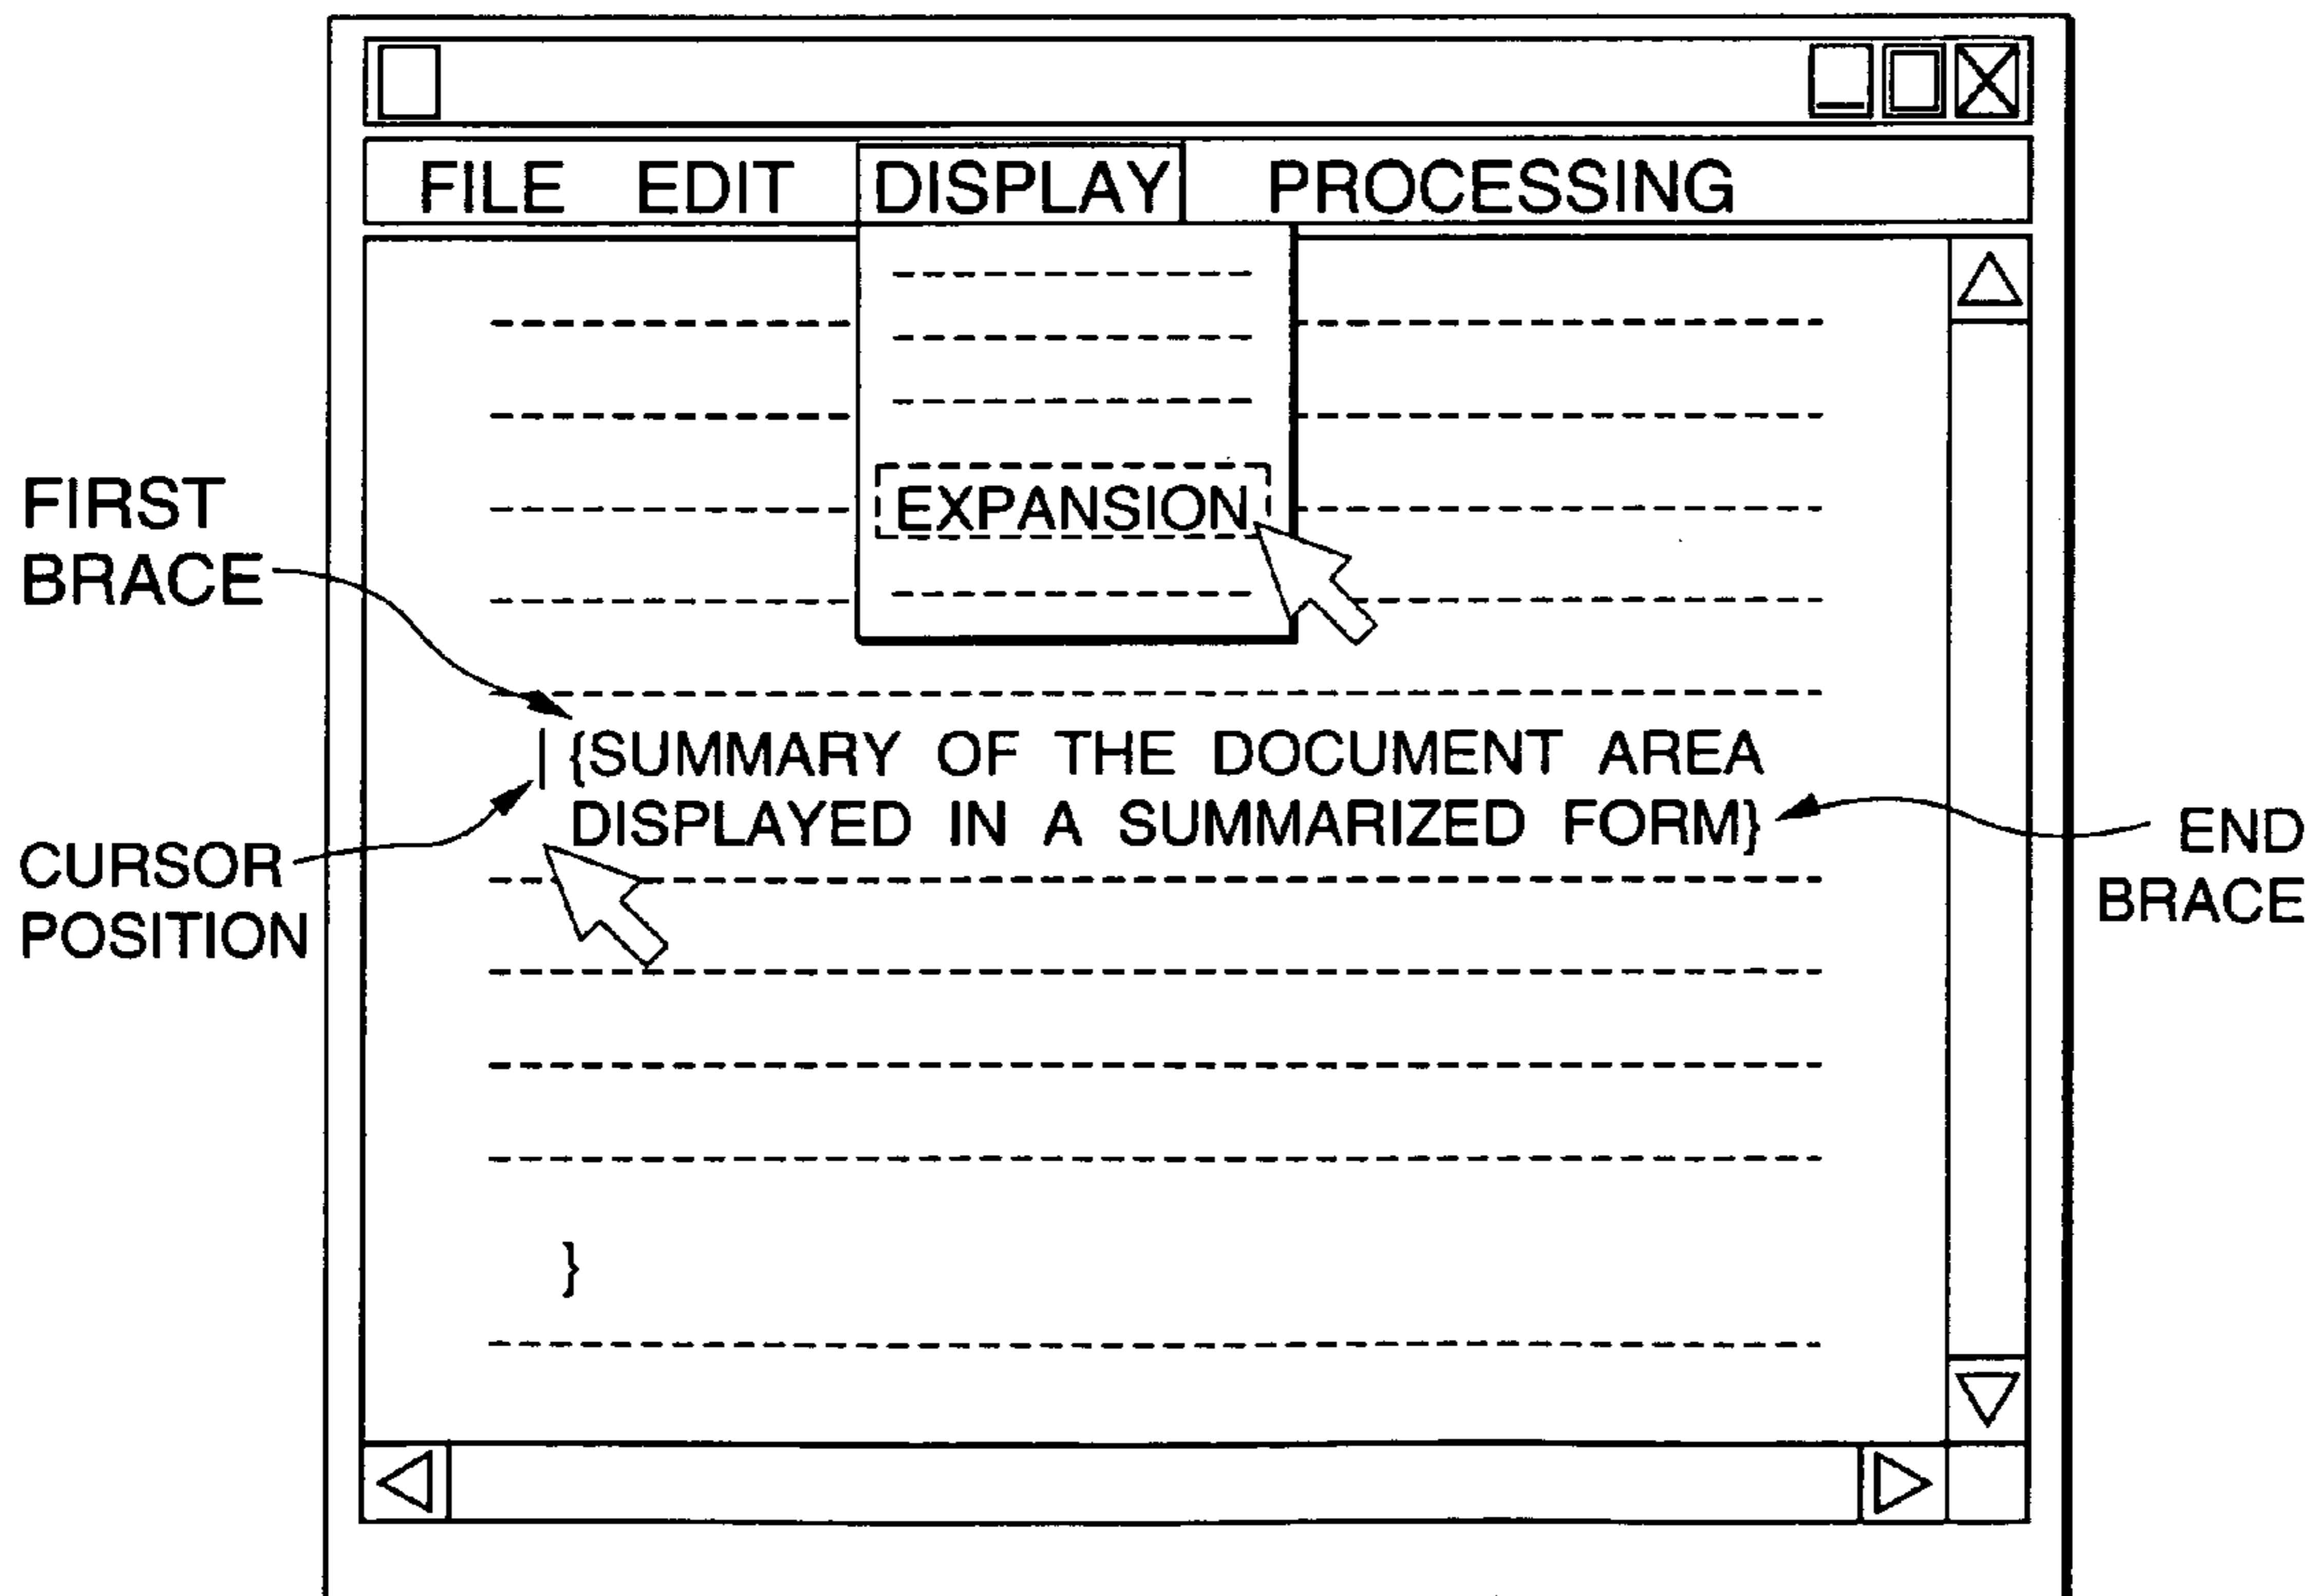 FILE EDIT DISPLAY PROCESSING
EXPANSION
FIRST
BRACE
{SUMMARY OF THE DOCUMENT AREA
DISPLAYED IN A SUMMARIZED FORM}
CURSOR
POSITION
END
BRACE
}